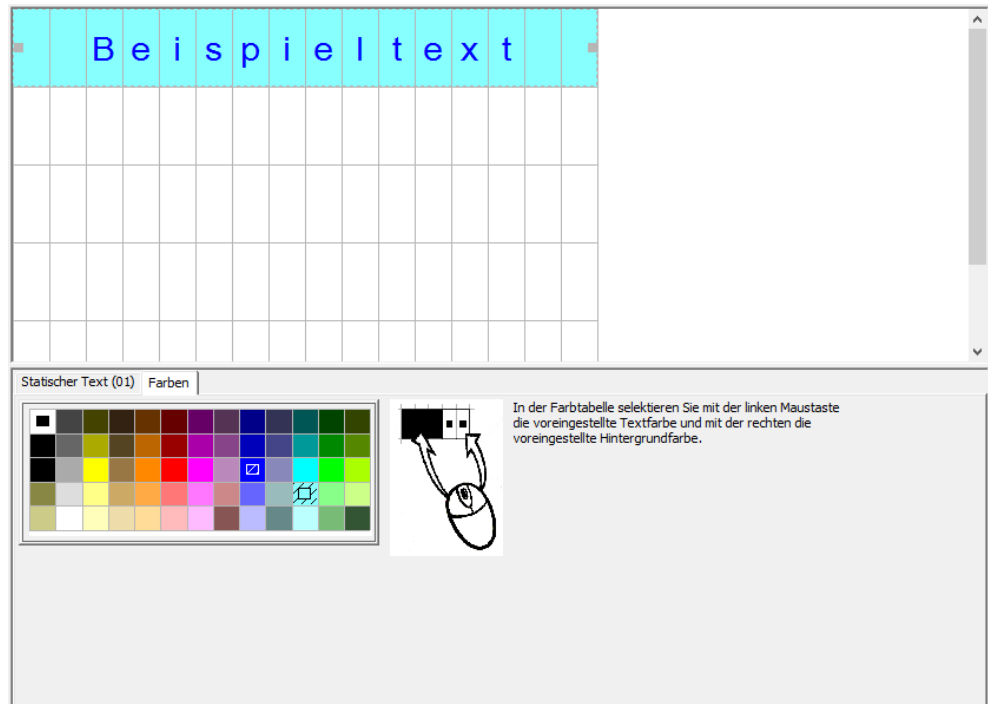 Beispieltext
Statischer Text (01) Farben
In der Farbtabelle selektieren Sie mit der linken Maustaste
die voreingestellte Textfarbe und mit der rechten die
voreingestellte Hintergrundfarbe.